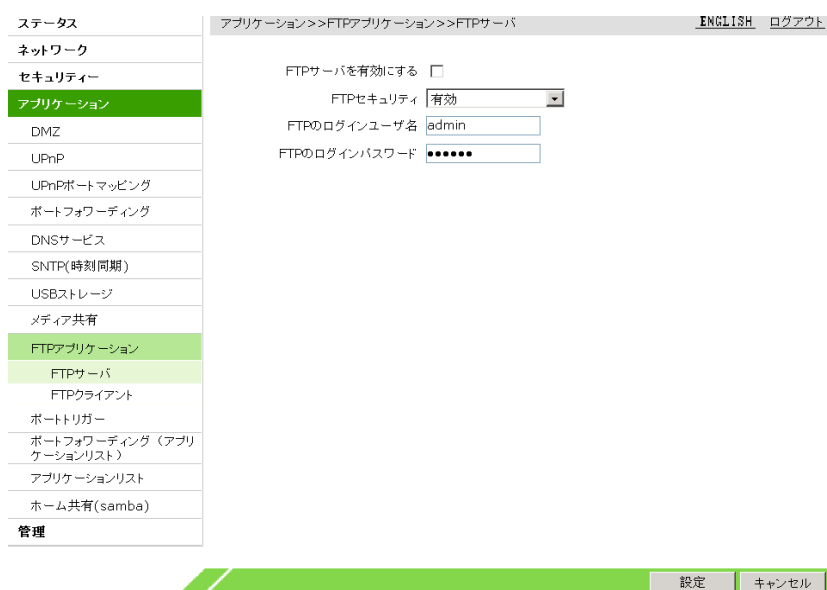 ステータス
アプリケーション>>FTPアプリケーション>>FTPサーバ
ENGLISH ログアウト
ネットワーク
セキュリティー
アプリケーション
DMZ
UPnP
UPnPポートマッピング
ポートフォワーディング
DNSサービス
SNTP(時刻同期)
USBストレージ
メディア共有
FTPアプリケーション
FTPサーバ
FTPクライアント
ポートトリガー
ポートフォワーディング（アプリ
ケーションリスト）
アプリケーションリスト
ホーム共有(samba)
管理
FTPサーバを有効にする
FTPセキュリティ 有効
FTPのログインユーザ名 admin
FTPのログインパスワード ●●●●●●
設定 キャンセル